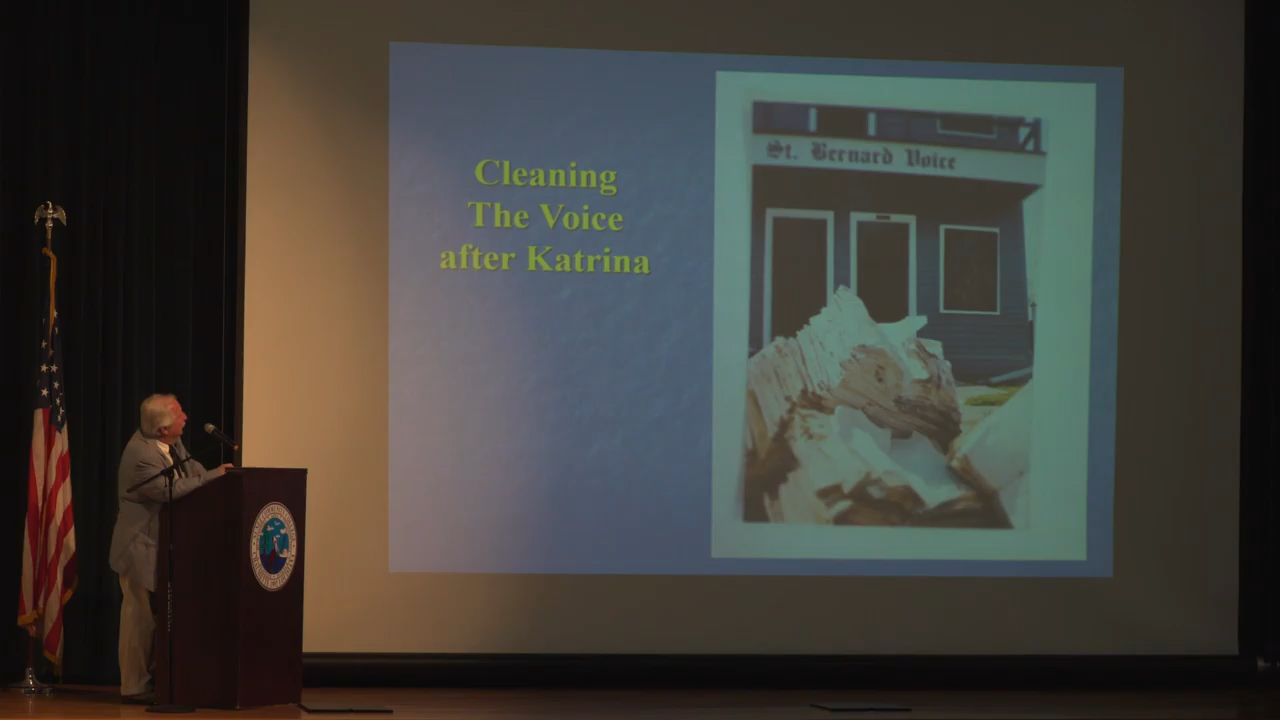 Cleaning
The Voice
after Katrina
St. Bernard Voice